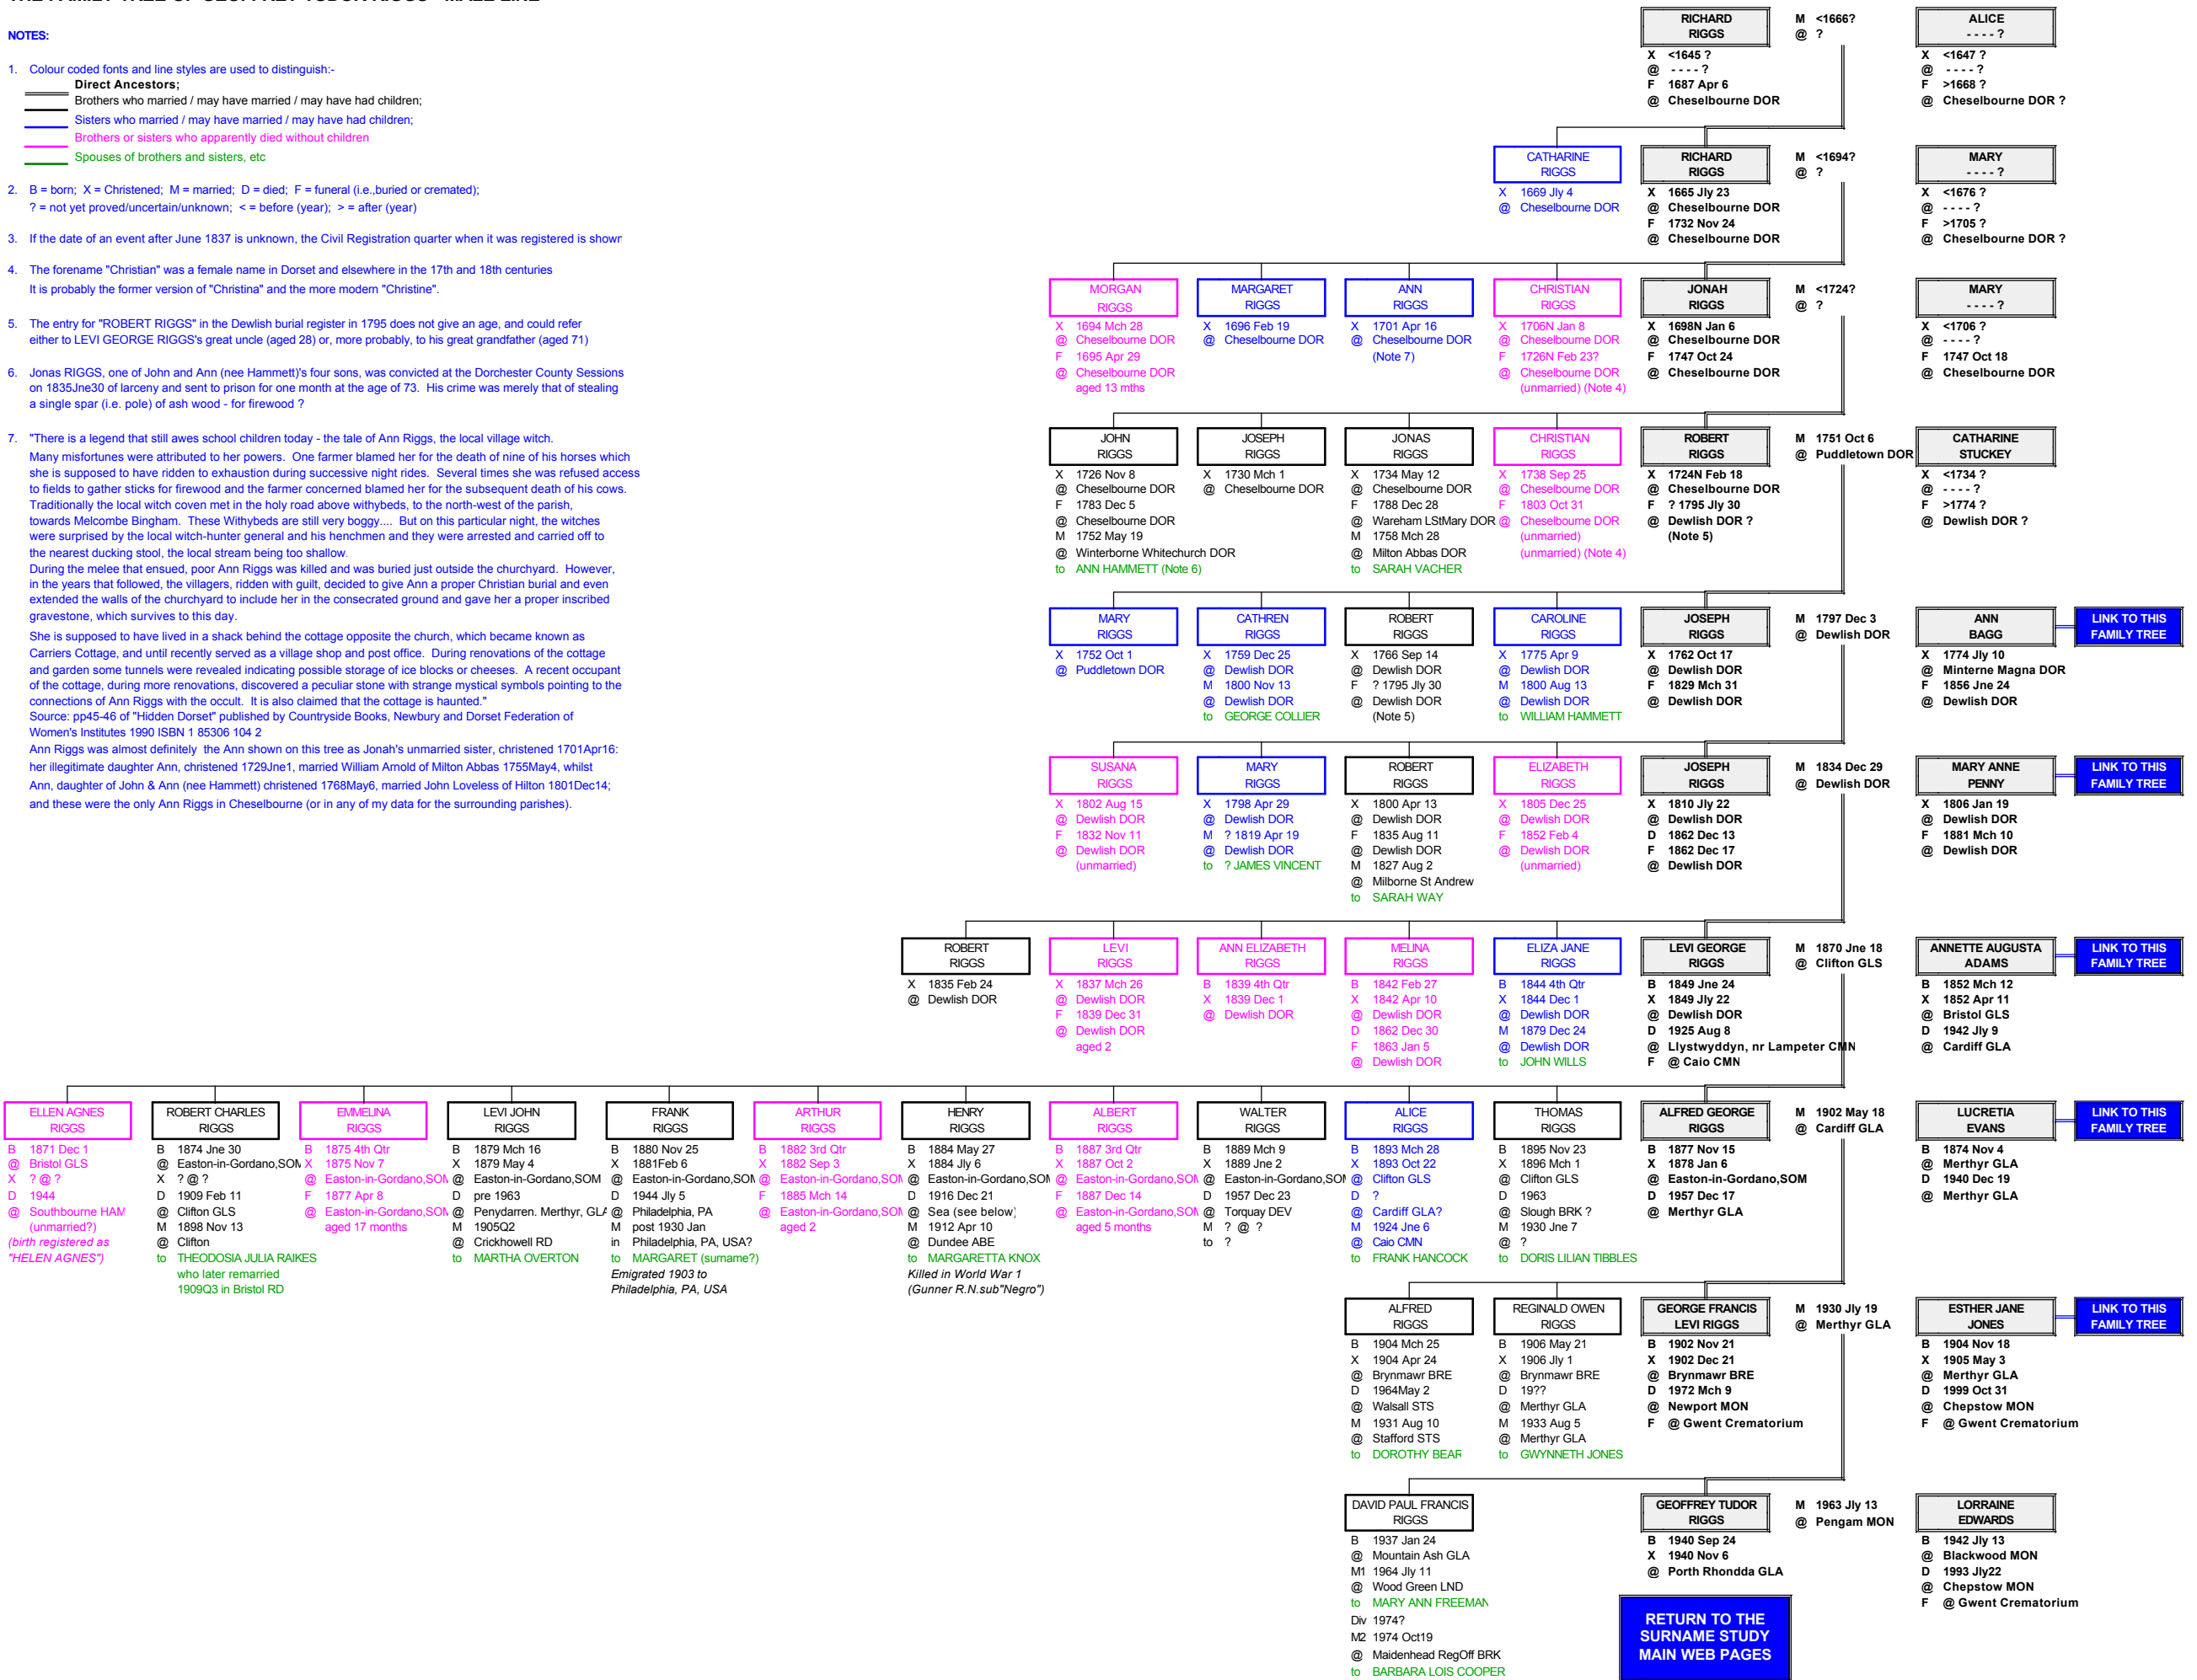 THE FAMILY TREE OF GEOFFREY TUDOR RIGGS - MALE LINE
NOTES:
1. Colour coded fonts and line styles are used to distinguish:-
Direct Ancestors;
Brothers who married / may have married / may have had children;
Sisters who married / may have married / may have had children;
Brothers or sisters who apparently died without children
Spouses of brothers and sisters, etc
2. B = born; X = Christened; M = married; D = died; F = funeral (i.e.,buried or cremated);
? = not yet proved/uncertain/unknown; < = before (year); > = after (year)
3. If the date of an event after June 1837 is unknown, the Civil Registration quarter when it was registered is shown
4. The forename "Christian" was a female name in Dorset and elsewhere in the 17th and 18th centuries
It is probably the former version of "Christina" and the more modern "Christine".
5. The entry for "ROBERT RIGGS" in the Dewlish burial register in 1795 does not give an age, and could refer
either to LEVI GEORGE RIGGS's great uncle (aged 28) or, more probably, to his great grandfather (aged 71)
6. Jonas RIGGS, one of John and Ann (nee Hammett)'s four sons, was convicted at the Dorchester County Sessions
on 1835Jne30 of larceny and sent to prison for one month at the age of 73. His crime was merely that of stealing
a single spar (i.e. pole) of ash wood - for firewood ?
7. "There is a legend that still awes school children today - the tale of Ann Riggs, the local village witch.
Many misfortunes were attributed to her powers. One farmer blamed her for the death of nine of his horses which
she is supposed to have ridden to exhaustion during successive night rides. Several times she was refused access
to fields to gather sticks for firewood and the farmer concerned blamed her for the subsequent death of his cows.
Traditionally the local witch coven met in the holy road above withybeds, to the north-west of the parish,
towards Melcombe Bingham. These Withybeds are still very boggy.... But on this particular night, the witches
were surprised by the local witch-hunter general and his henchmen and they were arrested and carried off to
the nearest ducking stool, the local stream being too shallow.
During the melee that ensued, poor Ann Riggs was killed and was buried just outside the churchyard. However,
in the years that followed, the villagers, ridden with guilt, decided to give Ann a proper Christian burial and even
extended the walls of the churchyard to include her in the consecrated ground and gave her a proper inscribed
gravestone, which survives to this day.
She is supposed to have lived in a shack behind the cottage opposite the church, which became known as
Carriers Cottage, and until recently served as a village shop and post office. During renovations of the cottage
and garden some tunnels were revealed indicating possible storage of ice blocks or cheeses. A recent occupant
of the cottage, during more renovations, discovered a peculiar stone with strange mystical symbols pointing to the
connections of Ann Riggs with the occult. It is also claimed that the cottage is haunted."
Source: pp45-46 of "Hidden Dorset" published by Countryside Books, Newbury and Dorset Federation of
Women's Institutes 1990 ISBN 1 85306 104 2
Ann Riggs was almost definitely the Ann shown on this tree as Jonah's unmarried sister, christened 1701Apr16:
her illegitimate daughter Ann, christened 1729Jne1, married William Arnold of Milton Abbas 1755May4, whilst
Ann, daughter of John & Ann (nee Hammett) christened 1768May6, married John Loveless of Hilton 1801Dec14;
and these were the only Ann Riggs in Cheselbourne (or in any of my data for the surrounding parishes).
RICHARD
RIGGS
X <1645 ?
@ - - - - ?
F 1687 Apr 6
@ Cheselbourne DOR
M <1666?
@ ?
ALICE
- - - - ?
X <1647 ?
@ - - - - ?
F >1668 ?
@ Cheselbourne DOR ?
CATHARINE
RIGGS
X 1669 Jly 4
@ Cheselbourne DOR
RICHARD
RIGGS
X 1665 Jly 23
@ Cheselbourne DOR
F 1732 Nov 24
@ Cheselbourne DOR
M <1694?
@ ?
MARY
- - - - ?
X <1676 ?
@ - - - - ?
F >1705 ?
@ Cheselbourne DOR ?
MORGAN
RIGGS
X 1694 Mch 28
@ Cheselbourne DOR
F 1695 Apr 29
@ Cheselbourne DOR
aged 13 mths
MARGARET
RIGGS
X 1696 Feb 19
@ Cheselbourne DOR
ANN
RIGGS
X 1701 Apr 16
@ Cheselbourne DOR
(Note 7)
CHRISTIAN
RIGGS
X 1706N Jan 8
@ Cheselbourne DOR
F 1726N Feb 23?
@ Cheselbourne DOR
(unmarried) (Note 4)
JONAH
RIGGS
X 1698N Jan 6
@ Cheselbourne DOR
F 1747 Oct 24
@ Cheselbourne DOR
M <1724?
@ ?
MARY
- - - - ?
X <1706 ?
@ - - - - ?
F 1747 Oct 18
@ Cheselbourne DOR
JOHN
RIGGS
X 1726 Nov 8
@ Cheselbourne DOR
F 1783 Dec 5
@ Cheselbourne DOR
M 1752 May 19
@ Winterborne Whitechurch DOR
to ANN HAMMETT (Note 6)
JOSEPH
RIGGS
X 1730 Mch 1
@ Cheselbourne DOR
JONAS
RIGGS
X 1734 May 12
@ Cheselbourne DOR
F 1788 Dec 28
@ Wareham LStMary DOR
M 1758 Mch 28
@ Milton Abbas DOR
to SARAH VACHER
CHRISTIAN
RIGGS
X 1738 Sep 25
@ Cheselbourne DOR
F 1803 Oct 31
@ Cheselbourne DOR
(unmarried)
(unmarried) (Note 4)
ROBERT
RIGGS
X 1724N Feb 18
@ Cheselbourne DOR
F ? 1795 Jly 30
@ Dewlish DOR ?
(Note 5)
M 1751 Oct 6
@ Puddletown DOR
CATHARINE
STUCKEY
X <1734 ?
@ - - - - ?
F >1774 ?
@ Dewlish DOR ?
MARY
RIGGS
X 1752 Oct 1
@ Puddletown DOR
CATHREN
RIGGS
X 1759 Dec 25
@ Dewlish DOR
M 1800 Nov 13
@ Dewlish DOR
to GEORGE COLLIER
ROBERT
RIGGS
X 1766 Sep 14
@ Dewlish DOR
F ? 1795 Jly 30
@ Dewlish DOR
(Note 5)
CAROLINE
RIGGS
X 1775 Apr 9
@ Dewlish DOR
M 1800 Aug 13
@ Dewlish DOR
to WILLIAM HAMMETT
JOSEPH
RIGGS
X 1762 Oct 17
@ Dewlish DOR
F 1829 Mch 31
@ Dewlish DOR
M 1797 Dec 3
@ Dewlish DOR
ANN
BAGG
X 1774 Jly 10
@ Minterne Magna DOR
F 1856 Jne 24
@ Dewlish DOR
LINK TO THIS
FAMILY TREE
SUSANA
RIGGS
X 1802 Aug 15
@ Dewlish DOR
F 1832 Nov 11
@ Dewlish DOR
(unmarried)
MARY
RIGGS
X 1798 Apr 29
@ Dewlish DOR
M ? 1819 Apr 19
@ Dewlish DOR
to ? JAMES VINCENT
ROBERT
RIGGS
X 1800 Apr 13
@ Dewlish DOR
F 1835 Aug 11
@ Dewlish DOR
M 1827 Aug 2
@ Milborne St Andrew
to SARAH WAY
ELIZABETH
RIGGS
X 1805 Dec 25
@ Dewlish DOR
F 1852 Feb 4
@ Dewlish DOR
(unmarried)
JOSEPH
RIGGS
X 1810 Jly 22
@ Dewlish DOR
D 1862 Dec 13
F 1862 Dec 17
@ Dewlish DOR
M 1834 Dec 29
@ Dewlish DOR
MARY ANNE
PENNY
X 1806 Jan 19
@ Dewlish DOR
F 1881 Mch 10
@ Dewlish DOR
LINK TO THIS
FAMILY TREE
ROBERT
RIGGS
X 1835 Feb 24
@ Dewlish DOR
LEVI
RIGGS
X 1837 Mch 26
@ Dewlish DOR
F 1839 Dec 31
@ Dewlish DOR
aged 2
ANN ELIZABETH
RIGGS
B 1839 4th Qtr
X 1839 Dec 1
@ Dewlish DOR
MELINA
RIGGS
B 1842 Feb 27
X 1842 Apr 10
@ Dewlish DOR
D 1862 Dec 30
F 1863 Jan 5
@ Dewlish DOR
ELIZA JANE
RIGGS
B 1844 4th Qtr
X 1844 Dec 1
@ Dewlish DOR
M 1879 Dec 24
@ Dewlish DOR
to JOHN WILLS
LEVI GEORGE
RIGGS
B 1849 Jne 24
X 1849 Jly 22
@ Dewlish DOR
D 1925 Aug 8
@ Llystwyddyn, nr Lampeter CMN
F @ Caio CMN
M 1870 Jne 18
@ Clifton GLS
ANNETTE AUGUSTA
ADAMS
B 1852 Mch 12
X 1852 Apr 11
@ Bristol GLS
D 1942 Jly 9
@ Cardiff GLA
LINK TO THIS
FAMILY TREE
ELLEN AGNES
RIGGS
B 1871 Dec 1
@ Bristol GLS
X ? @ ?
D 1944
@ Southbourne HAM
(unmarried?)
(birth registered as
"HELEN AGNES")
ROBERT CHARLES
RIGGS
B 1874 Jne 30
@ Easton-in-Gordano,SOM
X ? @ ?
D 1909 Feb 11
@ Clifton GLS
M 1898 Nov 13
@ Clifton
to THEODOSIA JULIA RAIKES
who later remarried
1909Q3 in Bristol RD
EMMELINA
RIGGS
B 1875 4th Qtr
X 1875 Nov 7
@ Easton-in-Gordano,SOM
F 1877 Apr 8
@ Easton-in-Gordano,SOM
aged 17 months
LEVI JOHN
RIGGS
B 1879 Mch 16
X 1879 May 4
@ Easton-in-Gordano,SOM
D pre 1963
@ Penydarren. Merthyr, GLA
M 1905Q2
@ Crickhowell RD
to MARTHA OVERTON
FRANK
RIGGS
B 1880 Nov 25
X 1881Feb 6
@ Easton-in-Gordano,SOM
D 1944 Jly 5
@ Philadelphia, PA
M post 1930 Jan
in Philadelphia, PA, USA?
to MARGARET (surname?)
Emigrated 1903 to
Philadelphia, PA, USA
ARTHUR
RIGGS
B 1882 3rd Qtr
X 1882 Sep 3
@ Easton-in-Gordano,SOM
F 1885 Mch 14
@ Easton-in-Gordano,SOM
aged 2
HENRY
RIGGS
B 1884 May 27
X 1884 Jly 6
@ Easton-in-Gordano,SOM
D 1916 Dec 21
@ Sea (see below)
M 1912 Apr 10
@ Dundee ABE
to MARGARETTA KNOX
Killed in World War 1
(Gunner R.N.sub"Negro")
ALBERT
RIGGS
B 1887 3rd Qtr
X 1887 Oct 2
@ Easton-in-Gordano,SOM
F 1887 Dec 14
@ Easton-in-Gordano,SOM
aged 5 months
WALTER
RIGGS
B 1889 Mch 9
X 1889 Jne 2
@ Easton-in-Gordano,SOM
D 1957 Dec 23
@ Torquay DEV
M ? @ ?
to ?
ALICE
RIGGS
B 1893 Mch 28
X 1893 Oct 22
@ Clifton GLS
D ?
@ Cardiff GLA?
M 1924 Jne 6
@ Caio CMN
to FRANK HANCOCK
THOMAS
RIGGS
B 1895 Nov 23
X 1896 Mch 1
@ Clifton GLS
D 1963
@ Slough BRK ?
M 1930 Jne 7
@ ?
to DORIS LILIAN TIBBLES
ALFRED GEORGE
RIGGS
B 1877 Nov 15
X 1878 Jan 6
@ Easton-in-Gordano,SOM
D 1957 Dec 17
@ Merthyr GLA
M 1902 May 18
@ Cardiff GLA
LUCRETIA
EVANS
B 1874 Nov 4
@ Merthyr GLA
D 1940 Dec 19
@ Merthyr GLA
LINK TO THIS
FAMILY TREE
ALFRED
RIGGS
B 1904 Mch 25
X 1904 Apr 24
@ Brynmawr BRE
D 1964May 2
@ Walsall STS
M 1931 Aug 10
@ Stafford STS
to DOROTHY BEAR
REGINALD OWEN
RIGGS
B 1906 May 21
X 1906 Jly 1
@ Brynmawr BRE
D 19??
@ Merthyr GLA
M 1933 Aug 5
@ Merthyr GLA
to GWYNNETH JONES
GEORGE FRANCIS
LEVI RIGGS
B 1902 Nov 21
X 1902 Dec 21
@ Brynmawr BRE
D 1972 Mch 9
@ Newport MON
F @ Gwent Crematorium
M 1930 Jly 19
@ Merthyr GLA
ESTHER JANE
JONES
B 1904 Nov 18
X 1905 May 3
@ Merthyr GLA
D 1999 Oct 31
@ Chepstow MON
F @ Gwent Crematorium
LINK TO THIS
FAMILY TREE
DAVID PAUL FRANCIS
RIGGS
B 1937 Jan 24
@ Mountain Ash GLA
M1 1964 Jly 11
@ Wood Green LND
to MARY ANN FREEMAN
Div 1974?
M2 1974 Oct19
@ Maidenhead RegOff BRK
to BARBARA LOIS COOPER
GEOFFREY TUDOR
RIGGS
B 1940 Sep 24
X 1940 Nov 6
@ Porth Rhondda GLA
M 1963 Jly 13
@ Pengam MON
LORRAINE
EDWARDS
B 1942 Jly 13
@ Blackwood MON
D 1993 Jly22
@ Chepstow MON
F @ Gwent Crematorium
RETURN TO THE
SURNAME STUDY
MAIN WEB PAGES